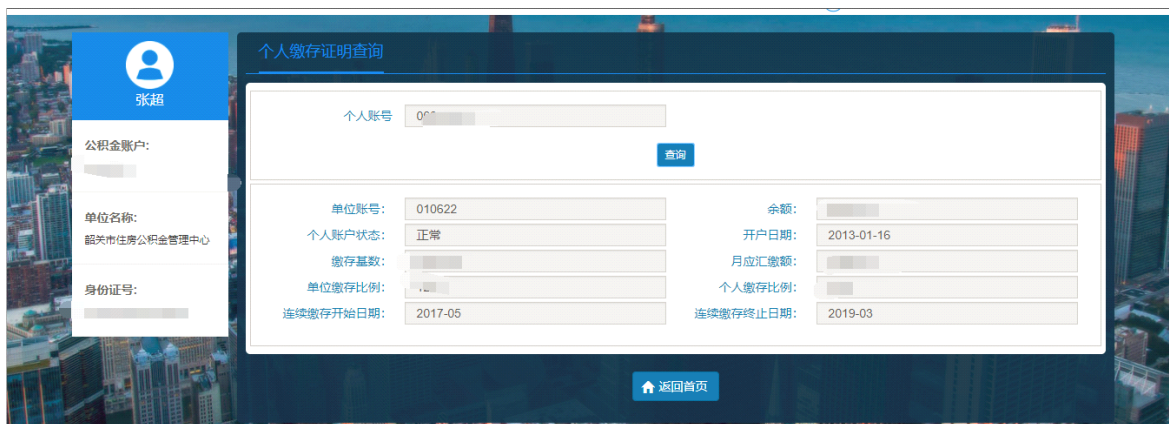 个人缴存证明查询
张超
公积金账户:
单位名称:
韶关市住房公积金管理中心
身份证号:
个人账号
查询
单位账号: 010622 余额:
个人账户状态: 正常 开户日期: 2013-01-16
缴存基数: 月应汇缴额:
单位缴存比例: 个人缴存比例:
连续缴存开始日期: 2017-05 连续缴存终止日期: 2019-03
返回首页